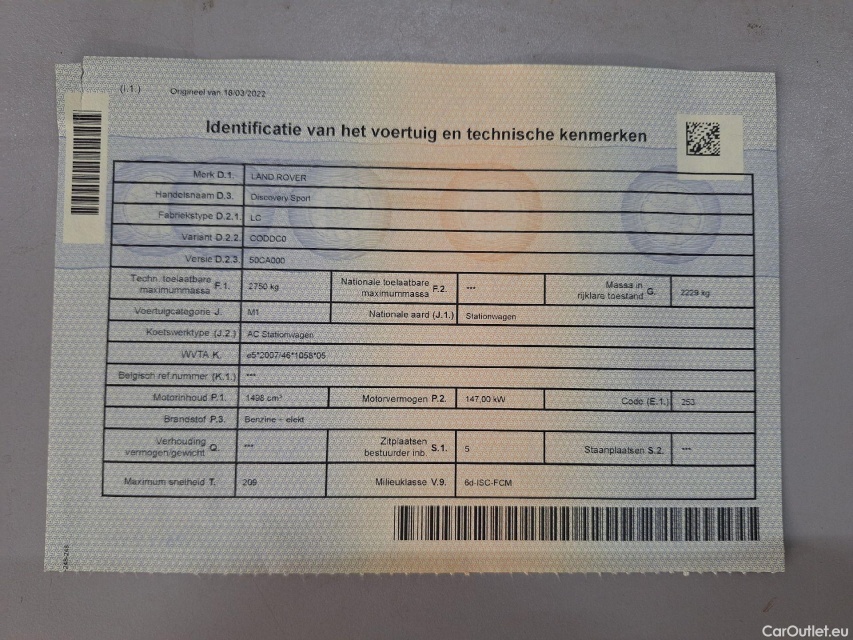 (I.1.) Origineel van 18/03/2022
Identificatie van het voertuig en technische kenmerken
Merk D.1. LAND ROVER
Handelsnaam D.3. Discovery Sport
Fabriekstype D.2.1. LC
Variant D.2.2. CODDC0
Versie D.2.3. 50CA000
Techn. toelaatbare maximummassa F.1. 2750 kg Nationale toelaatbare maximummassa F.2. --- Massa in rijklare toestand G. 2229 kg
Voertuigcategorie J. M1 Nationale aard (J.1.) Stationwagen
Koetswerktype (J.2.) AC Stationwagen
WVTA K. e5*2007/46*1058*05
Belgisch ref.nummer (K.1.) ---
Motorinhoud P.1. 1498 cm³ Motorvermogen P.2. 147,00 kW Code (E.1.) 253
Brandstof P.3. Benzine + elekt
Verhouding vermogen/gewicht Q. --- Zitplaatsen bestuurder inb. S.1. 5 Staanplaatsen S.2. ---
Maximum snelheid T. 209 Milieuklasse V.9. 6d-ISC-FCM
CarOutlet.eu